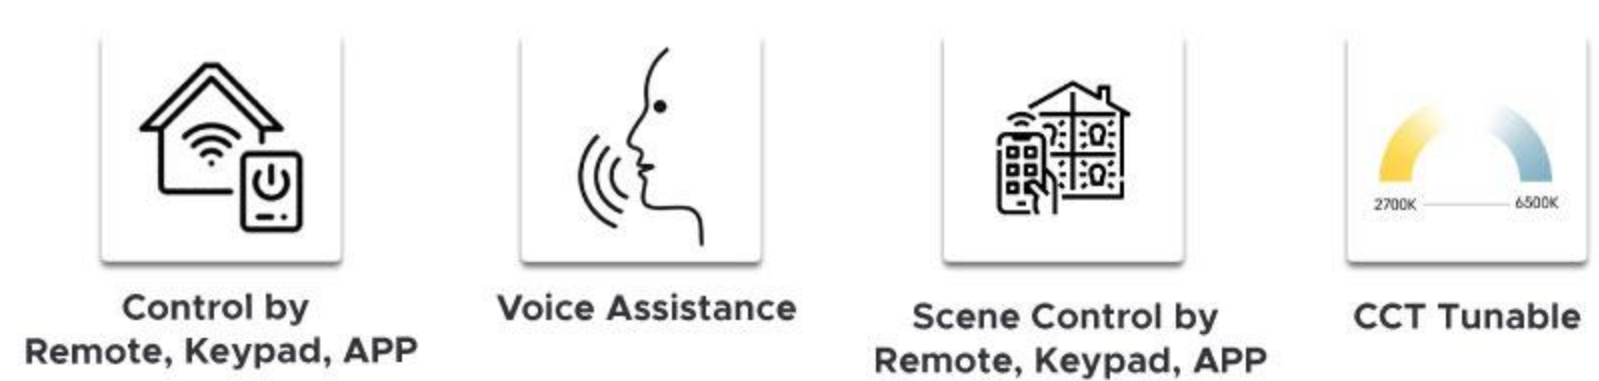 Control by
Remote, Keypad, APP
Voice Assistance
Scene Control by
Remote, Keypad, APP
2700K
6500K
CCT Tunable